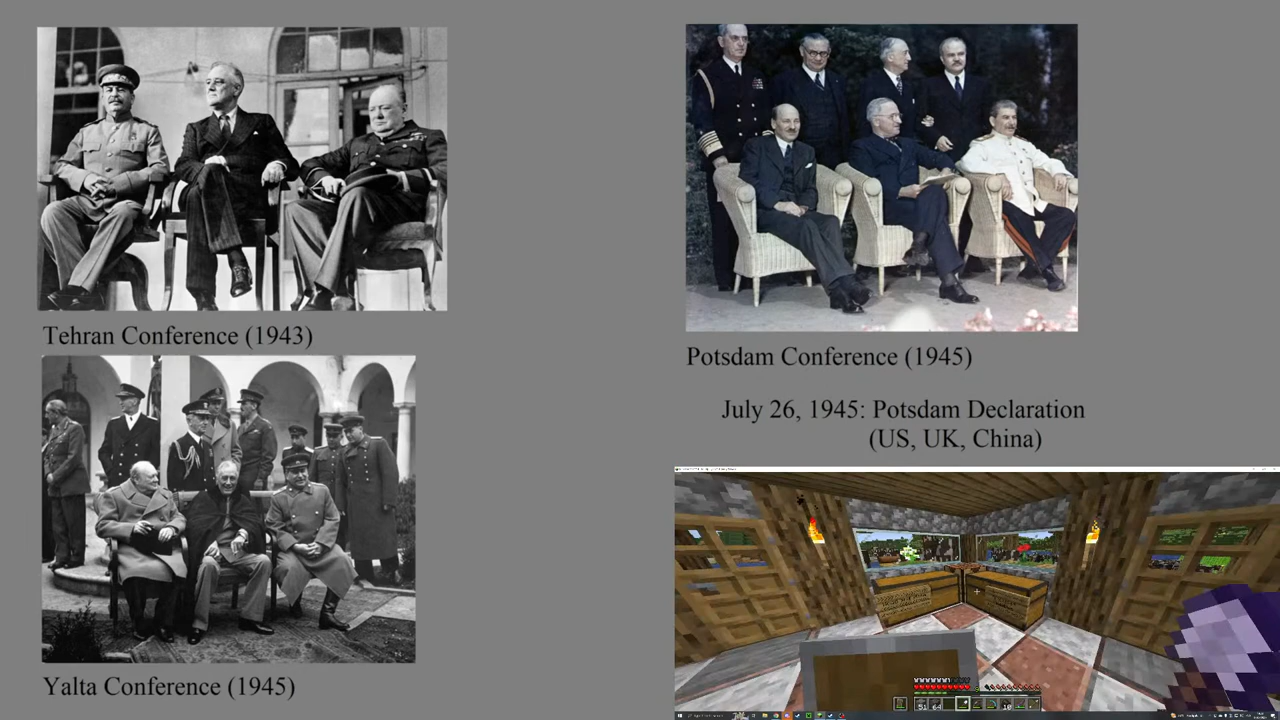 Tehran Conference (1943)
Yalta Conference (1945)
Potsdam Conference (1945)
July 26, 1945: Potsdam Declaration
(US, UK, China)